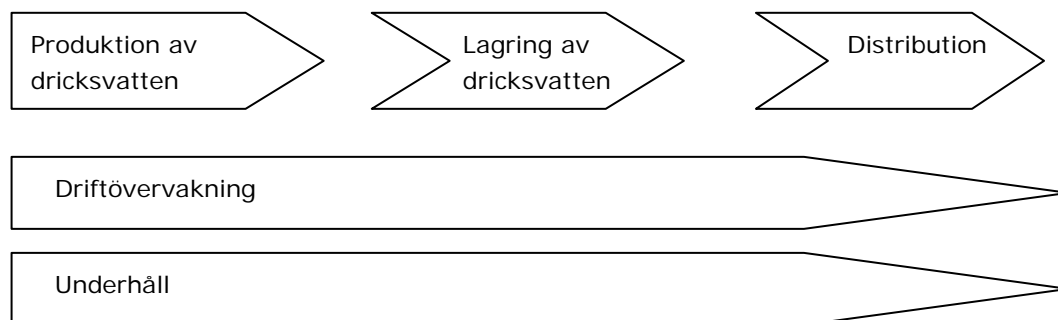 Produktion av
dricksvatten
Lagring av
dricksvatten
Distribution
Driftövervakning
Underhåll